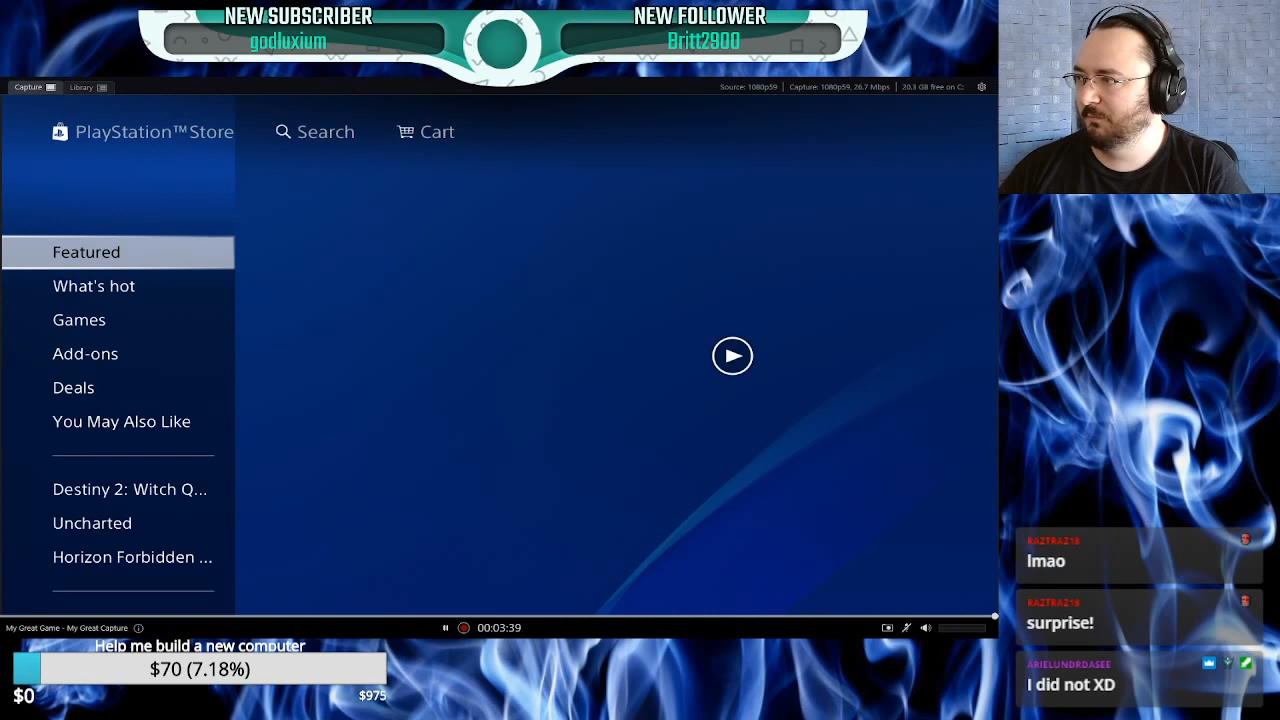 NEW SUBSCRIBER
godluxium
NEW FOLLOWER
Britt2900
Capture
Library
Source: 1080p59
Capture: 1080p59, 26.7 Mbps
20.3 GB free on C:
PlayStation™Store
Search
Cart
Featured
What's hot
Games
Add-ons
Deals
You May Also Like
Destiny 2: Witch Q...
Uncharted
Horizon Forbidden ...
My Great Game - My Great Capture
00:03:39
Help me build a new computer
$70 (7.18%)
$0
$975
RAZTRAZ18
lmao
RAZTRAZ18
surprise!
ARIELUNDRDASEE
I did not XD